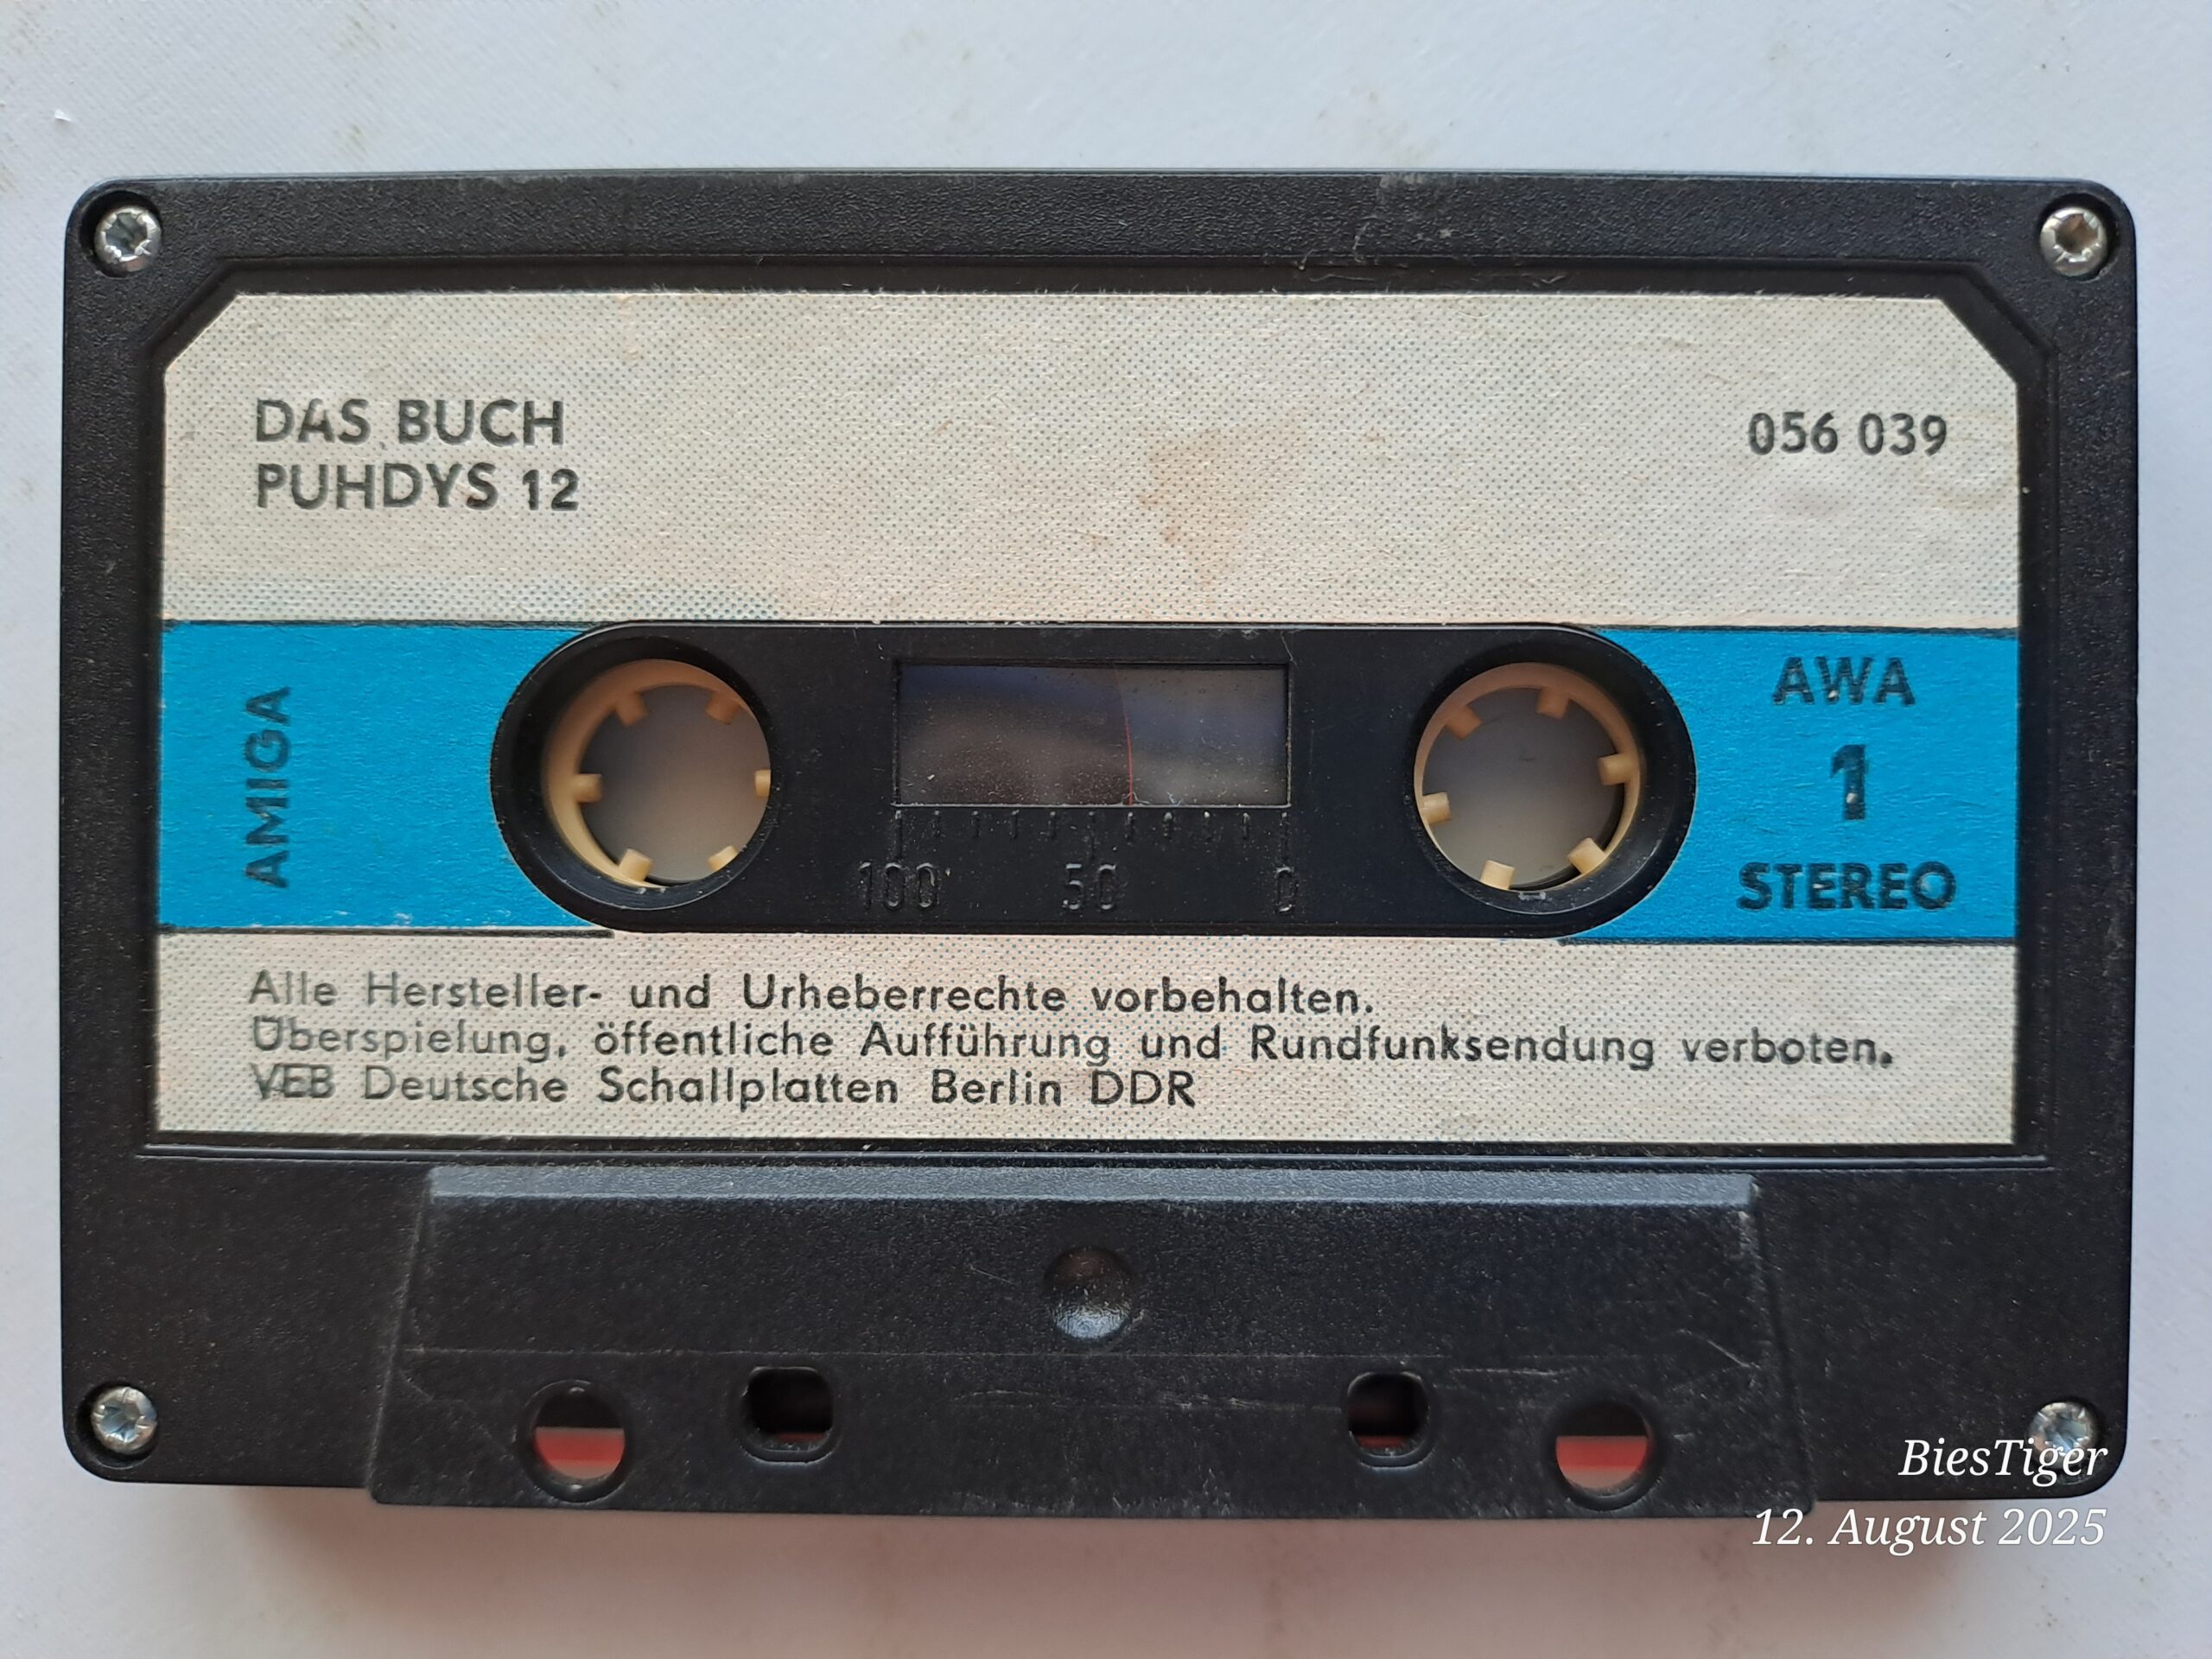 DAS BUCH
PUHDYS 12
056 039
AMIGA
AWA
1
STEREO
100 50 0
Alle Hersteller- und Urheberrechte vorbehalten.
Überspielung, öffentliche Aufführung und Rundfunksendung verboten.
VEB Deutsche Schallplatten Berlin DDR
BiesTiger
12. August 2025